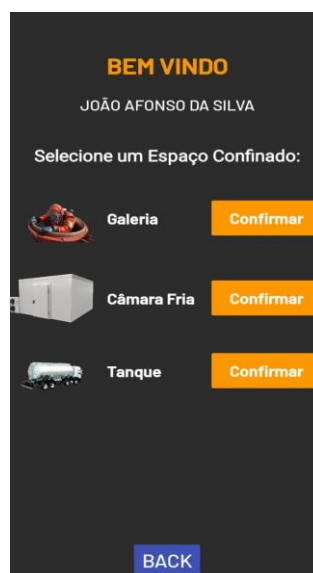 BEM VINDO
JOÃO AFONSO DA SILVA
Selecione um Espaço Confinado:
Galeria Confirmar
Câmara Fria Confirmar
Tanque Confirmar
BACK